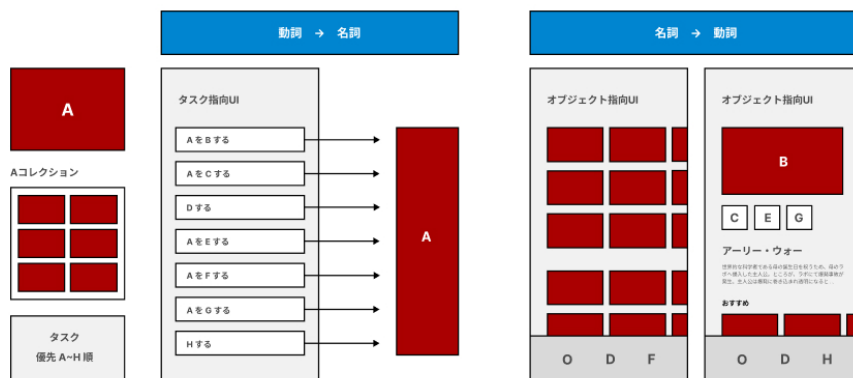 動詞 → 名詞
名詞 → 動詞
A
Aコレクション
タスク
優先 A~H 順
タスク指向UI
AをBする
AをCする
Dする
AをEする
AをFする
AをGする
Hする
A
オブジェクト指向UI
O D F
オブジェクト指向UI
B
C E G
アーリー・ウォー
おすすめ
O D H